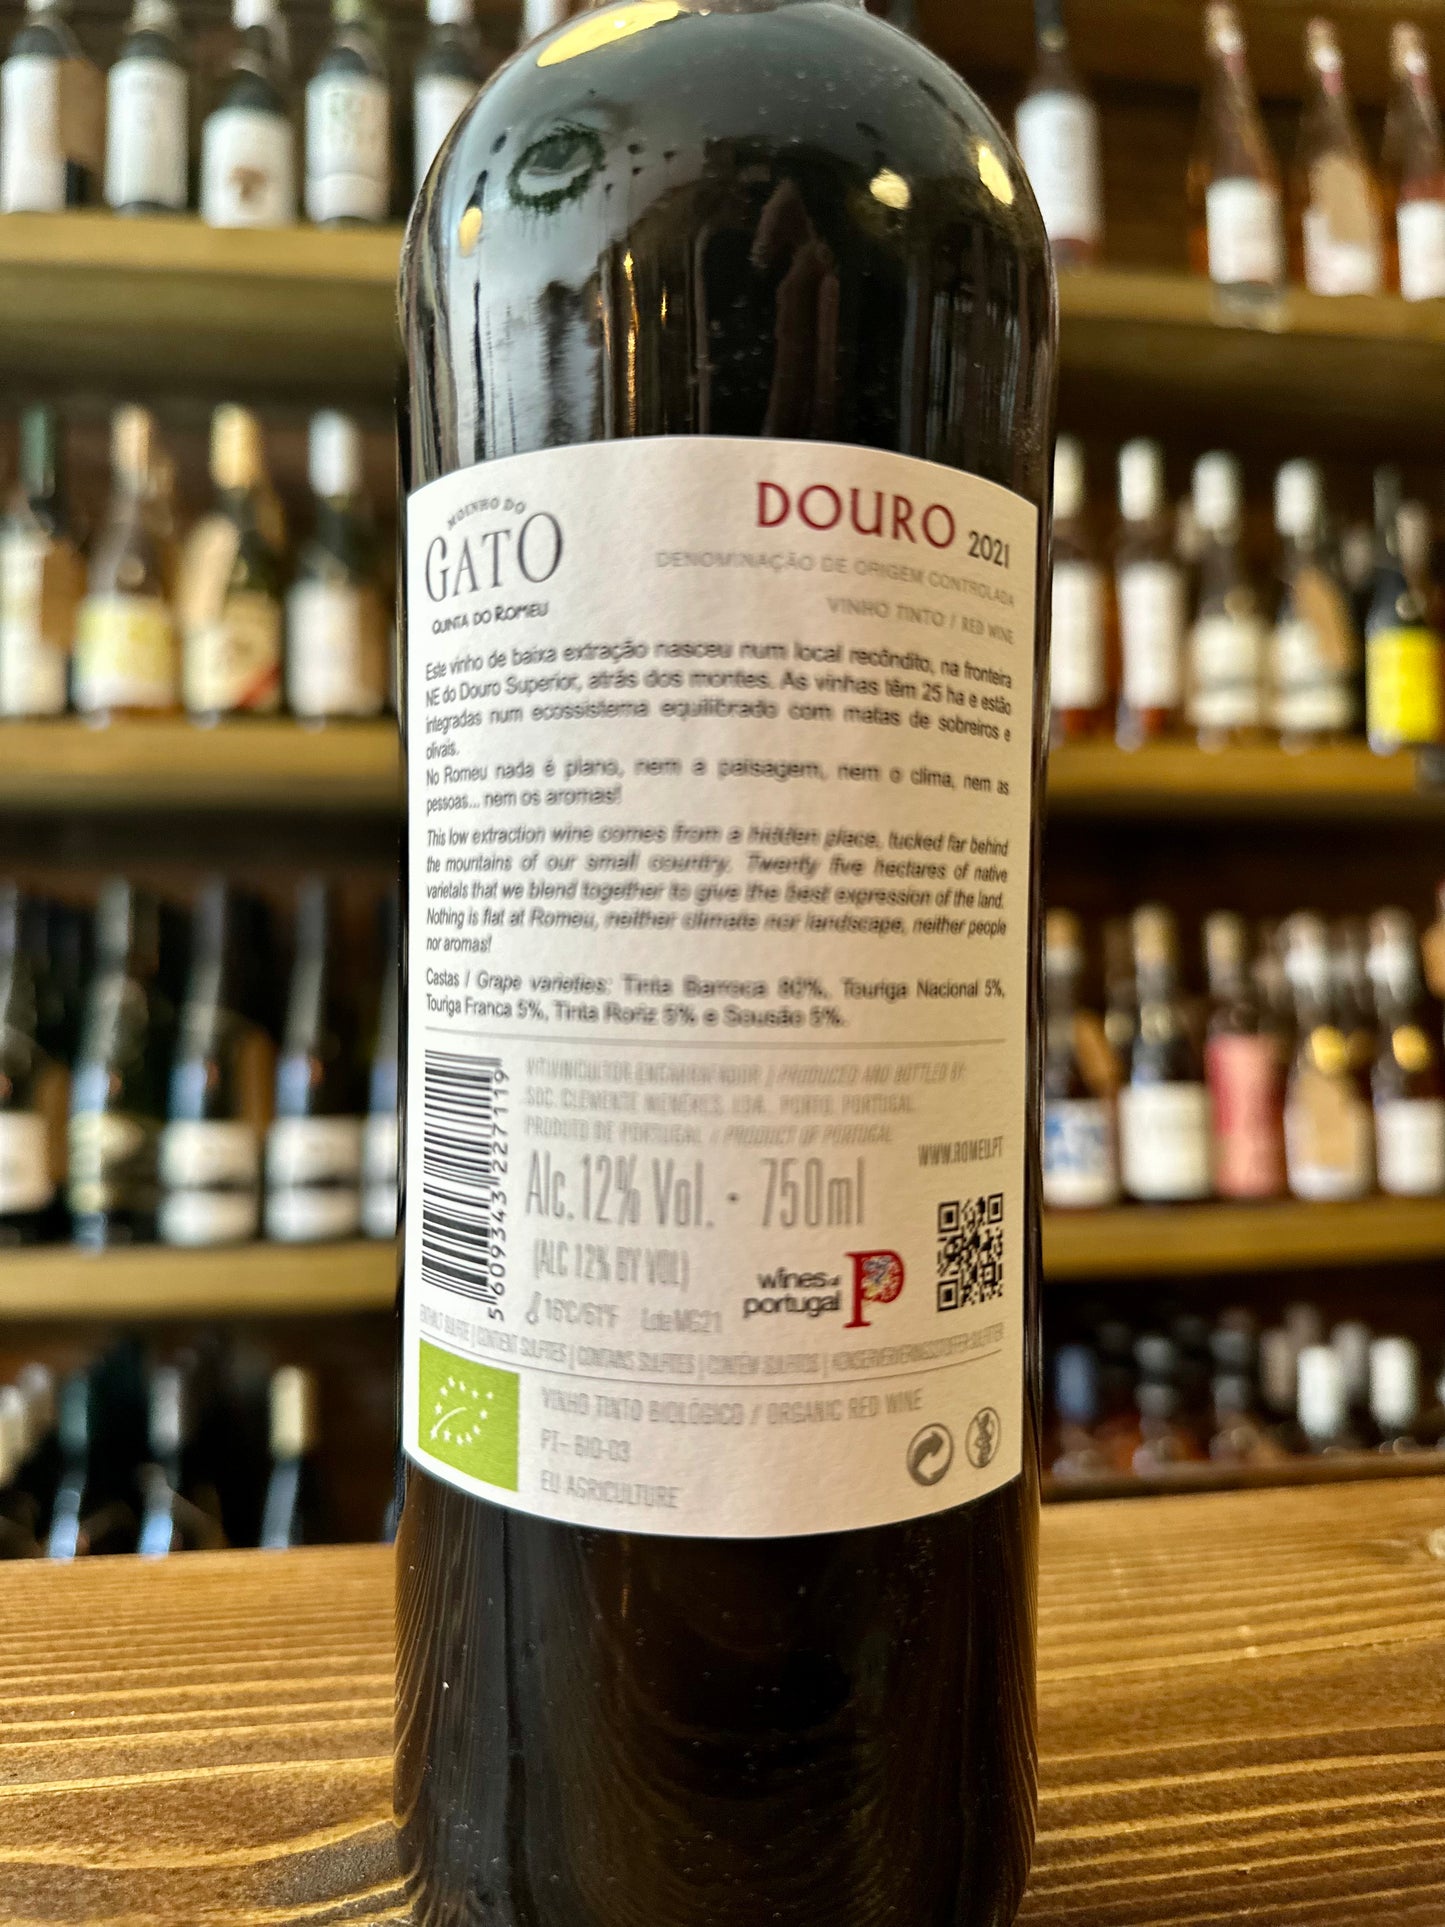 MOINHO DO
GATO
QUINTA DO ROMEU
DOURO 2021
DENOMINAÇÃO DE ORIGEM CONTROLADA
VINHO TINTO / RED WINE
Este vinho de baixa extração nasceu num local recôndito, na fronteira
NE do Douro Superior, atrás dos montes. As vinhas têm 25 ha e estão
integradas num ecossistema equilibrado com matas de sobreiros e
olivais.
No Romeu nada é plano, nem a paisagem, nem o clima, nem as
pessoas... nem os aromas!
This low extraction wine comes from a hidden place, tucked far behind
the mountains of our small country. Twenty five hectares of native
varietals that we blend together to give the best expression of the land.
Nothing is flat at Romeu, neither climate nor landscape, neither people
nor aromas!
Castas / Grape varieties: Tinta Barroca 80%, Touriga Nacional 5%,
Touriga Franca 5%, Tinta Roriz 5% e Sousão 5%.
VITIVINICULTOR ENGARRAFADOR | PRODUCED AND BOTTLED BY:
SOC. CLEMENTE MENÉRES, LDA., PORTO, PORTUGAL
PRODUTO DE PORTUGAL / PRODUCT OF PORTUGAL
WWW.ROMEU.PT
Alc. 12% Vol. · 750ml
(ALC 12% BY VOL)
16ºC/61ºF Lote MG21
wines of
portugal P
5 609343 227119
ENTHALT SULFITE | CONTIENT SULFITES | CONTAINS SULFITES | CONTÉM SULFITOS |
VINHO TINTO BIOLÓGICO / ORGANIC RED WINE
PT- BIO-03
EU AGRICULTURE